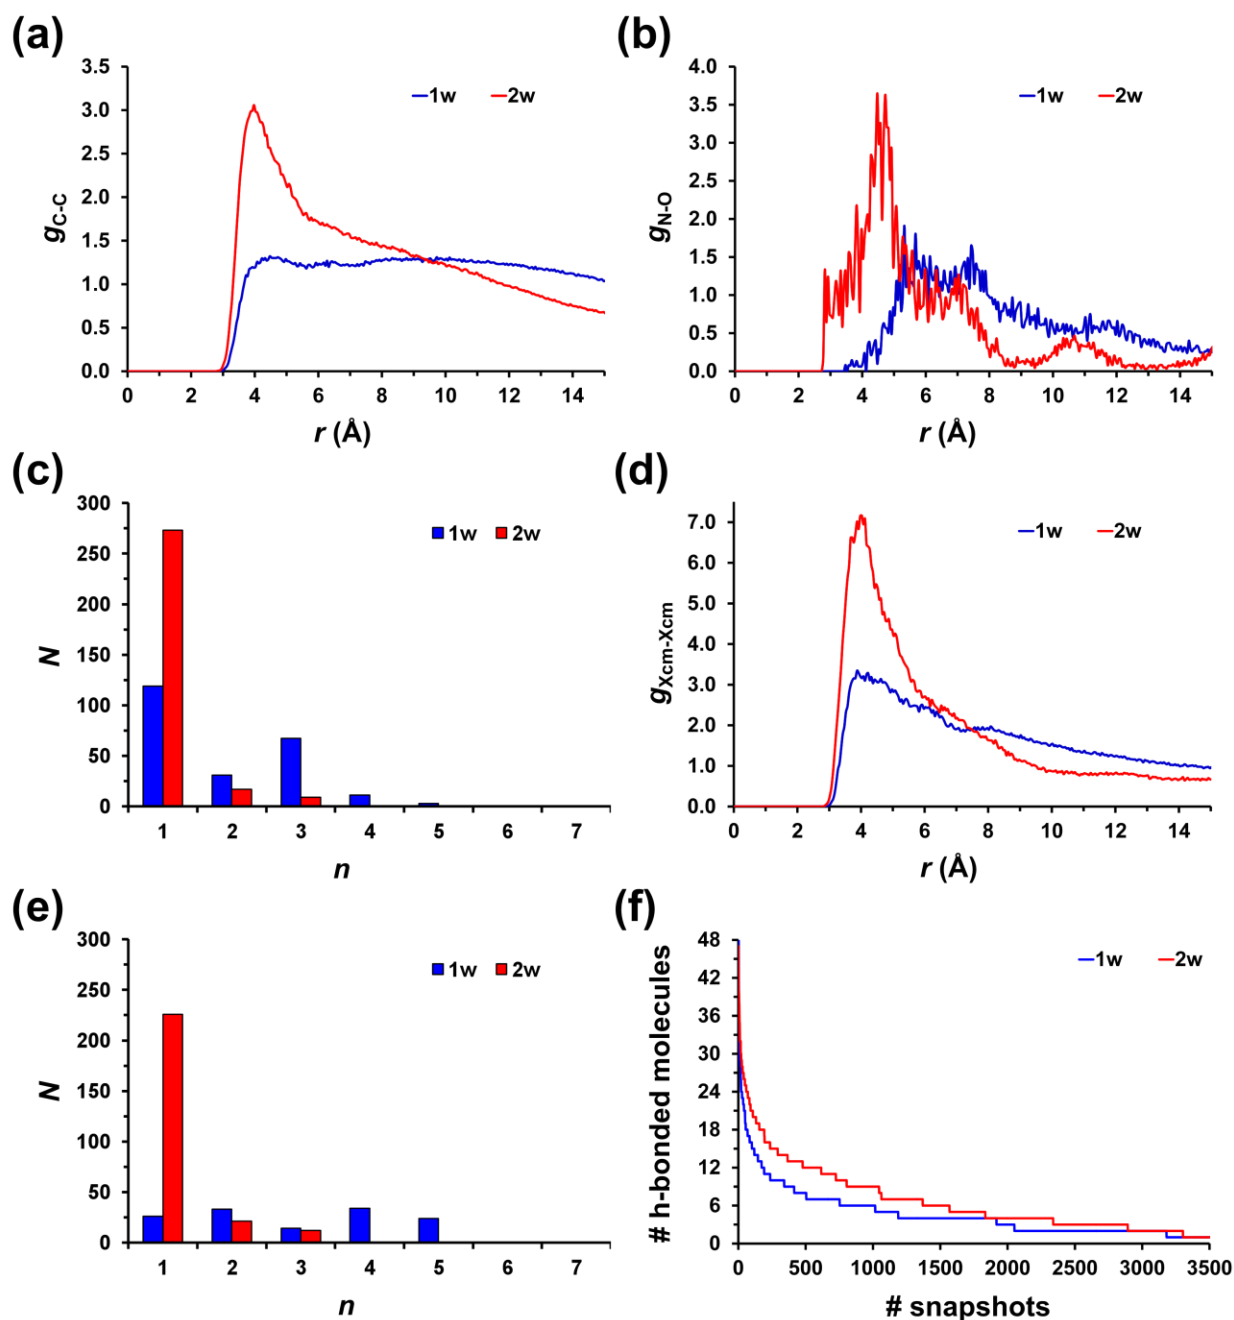 (a)
3.5
3.0
2.5
2.0
1.5
1.0
0.5
0.0
gC-C
1w 2w
0 2 4 6 8 10 12 14
r (Å)
(b)
4.0
3.5
3.0
2.5
2.0
1.5
1.0
0.5
0.0
gN-O
1w 2w
0 2 4 6 8 10 12 14
r (Å)
(c)
300
250
200
150
100
50
0
N
1w 2w
1 2 3 4 5 6 7
n
(d)
7.0
6.0
5.0
4.0
3.0
2.0
1.0
0.0
gXcm-Xcm
1w 2w
0 2 4 6 8 10 12 14
r (Å)
(e)
300
250
200
150
100
50
0
N
1w 2w
1 2 3 4 5 6 7
n
(f)
48
42
36
30
24
18
12
6
0
# h-bonded molecules
1w 2w
0 500 1000 1500 2000 2500 3000 3500
# snapshots